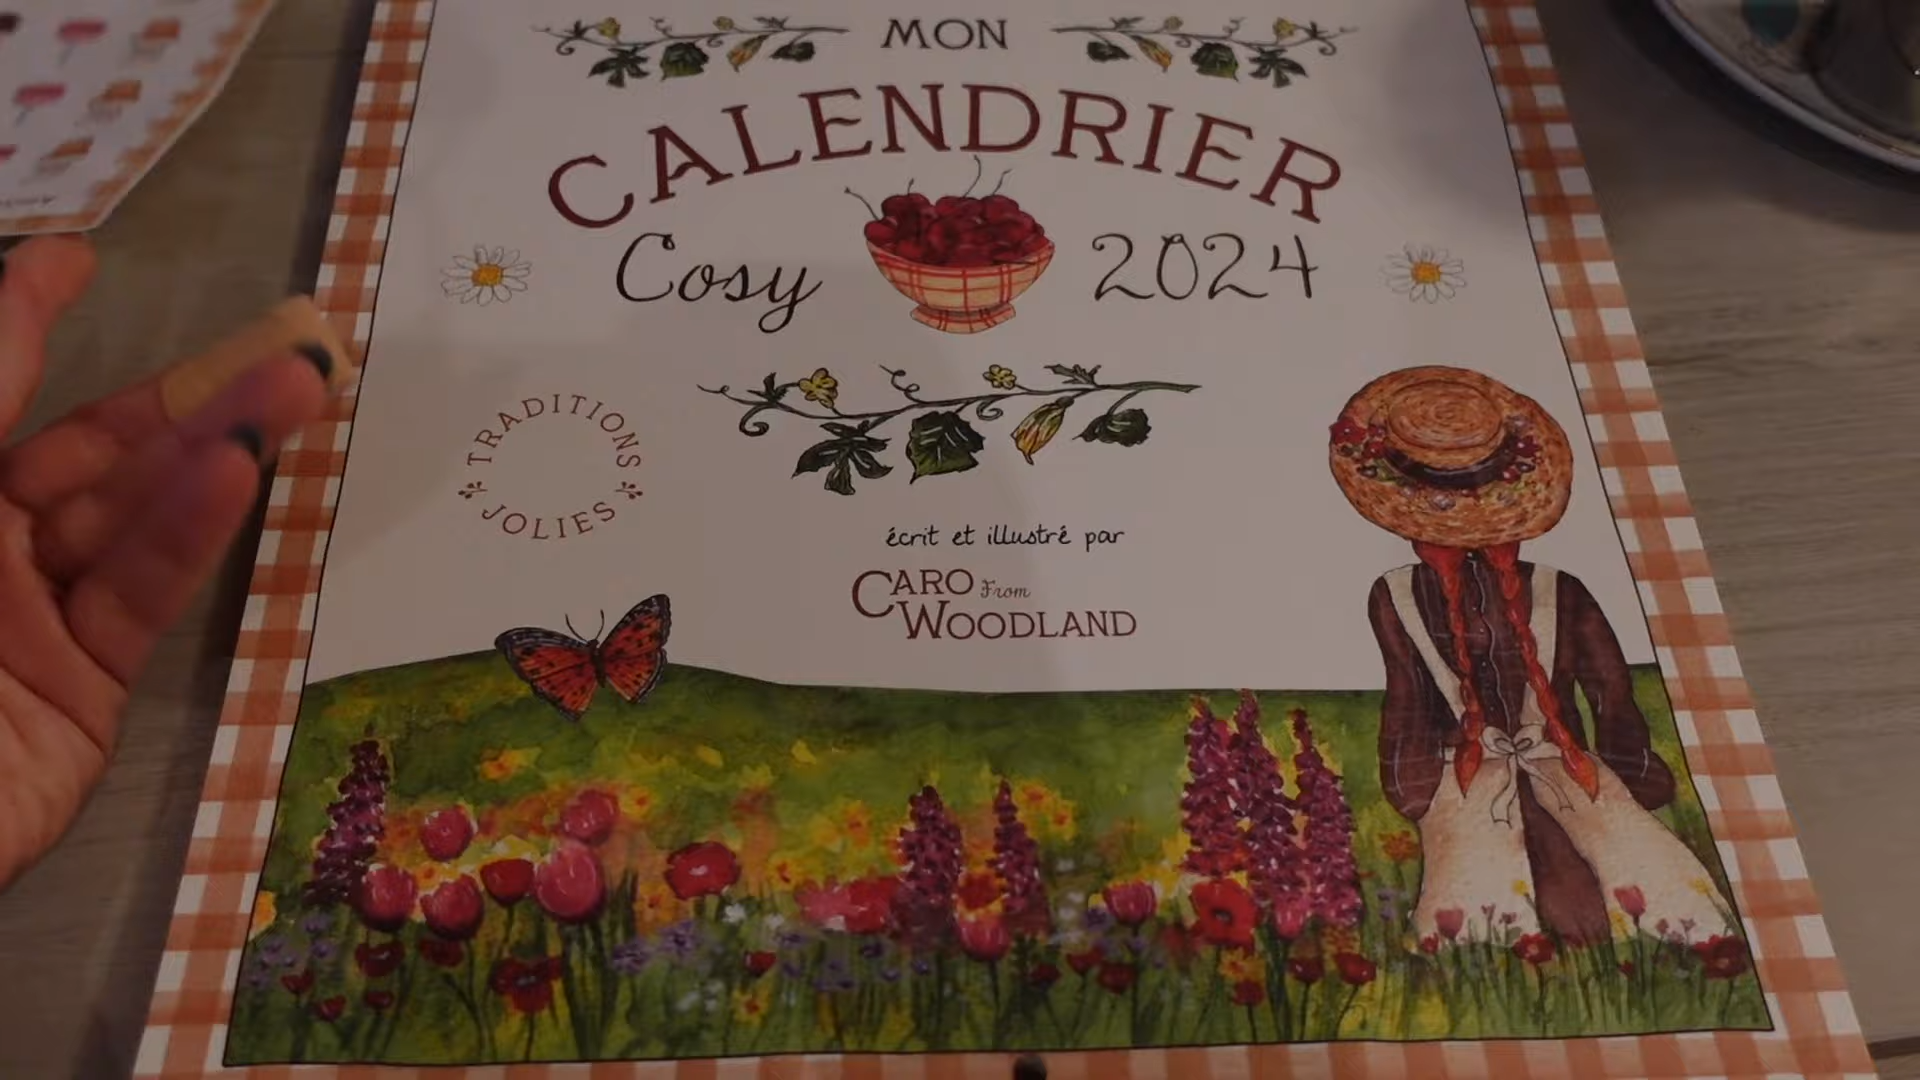 MON
CALENDRIER
Cosy 2024
TRADITIONS
JOLIES
écrit et illustré par
CARO From
WOODLAND